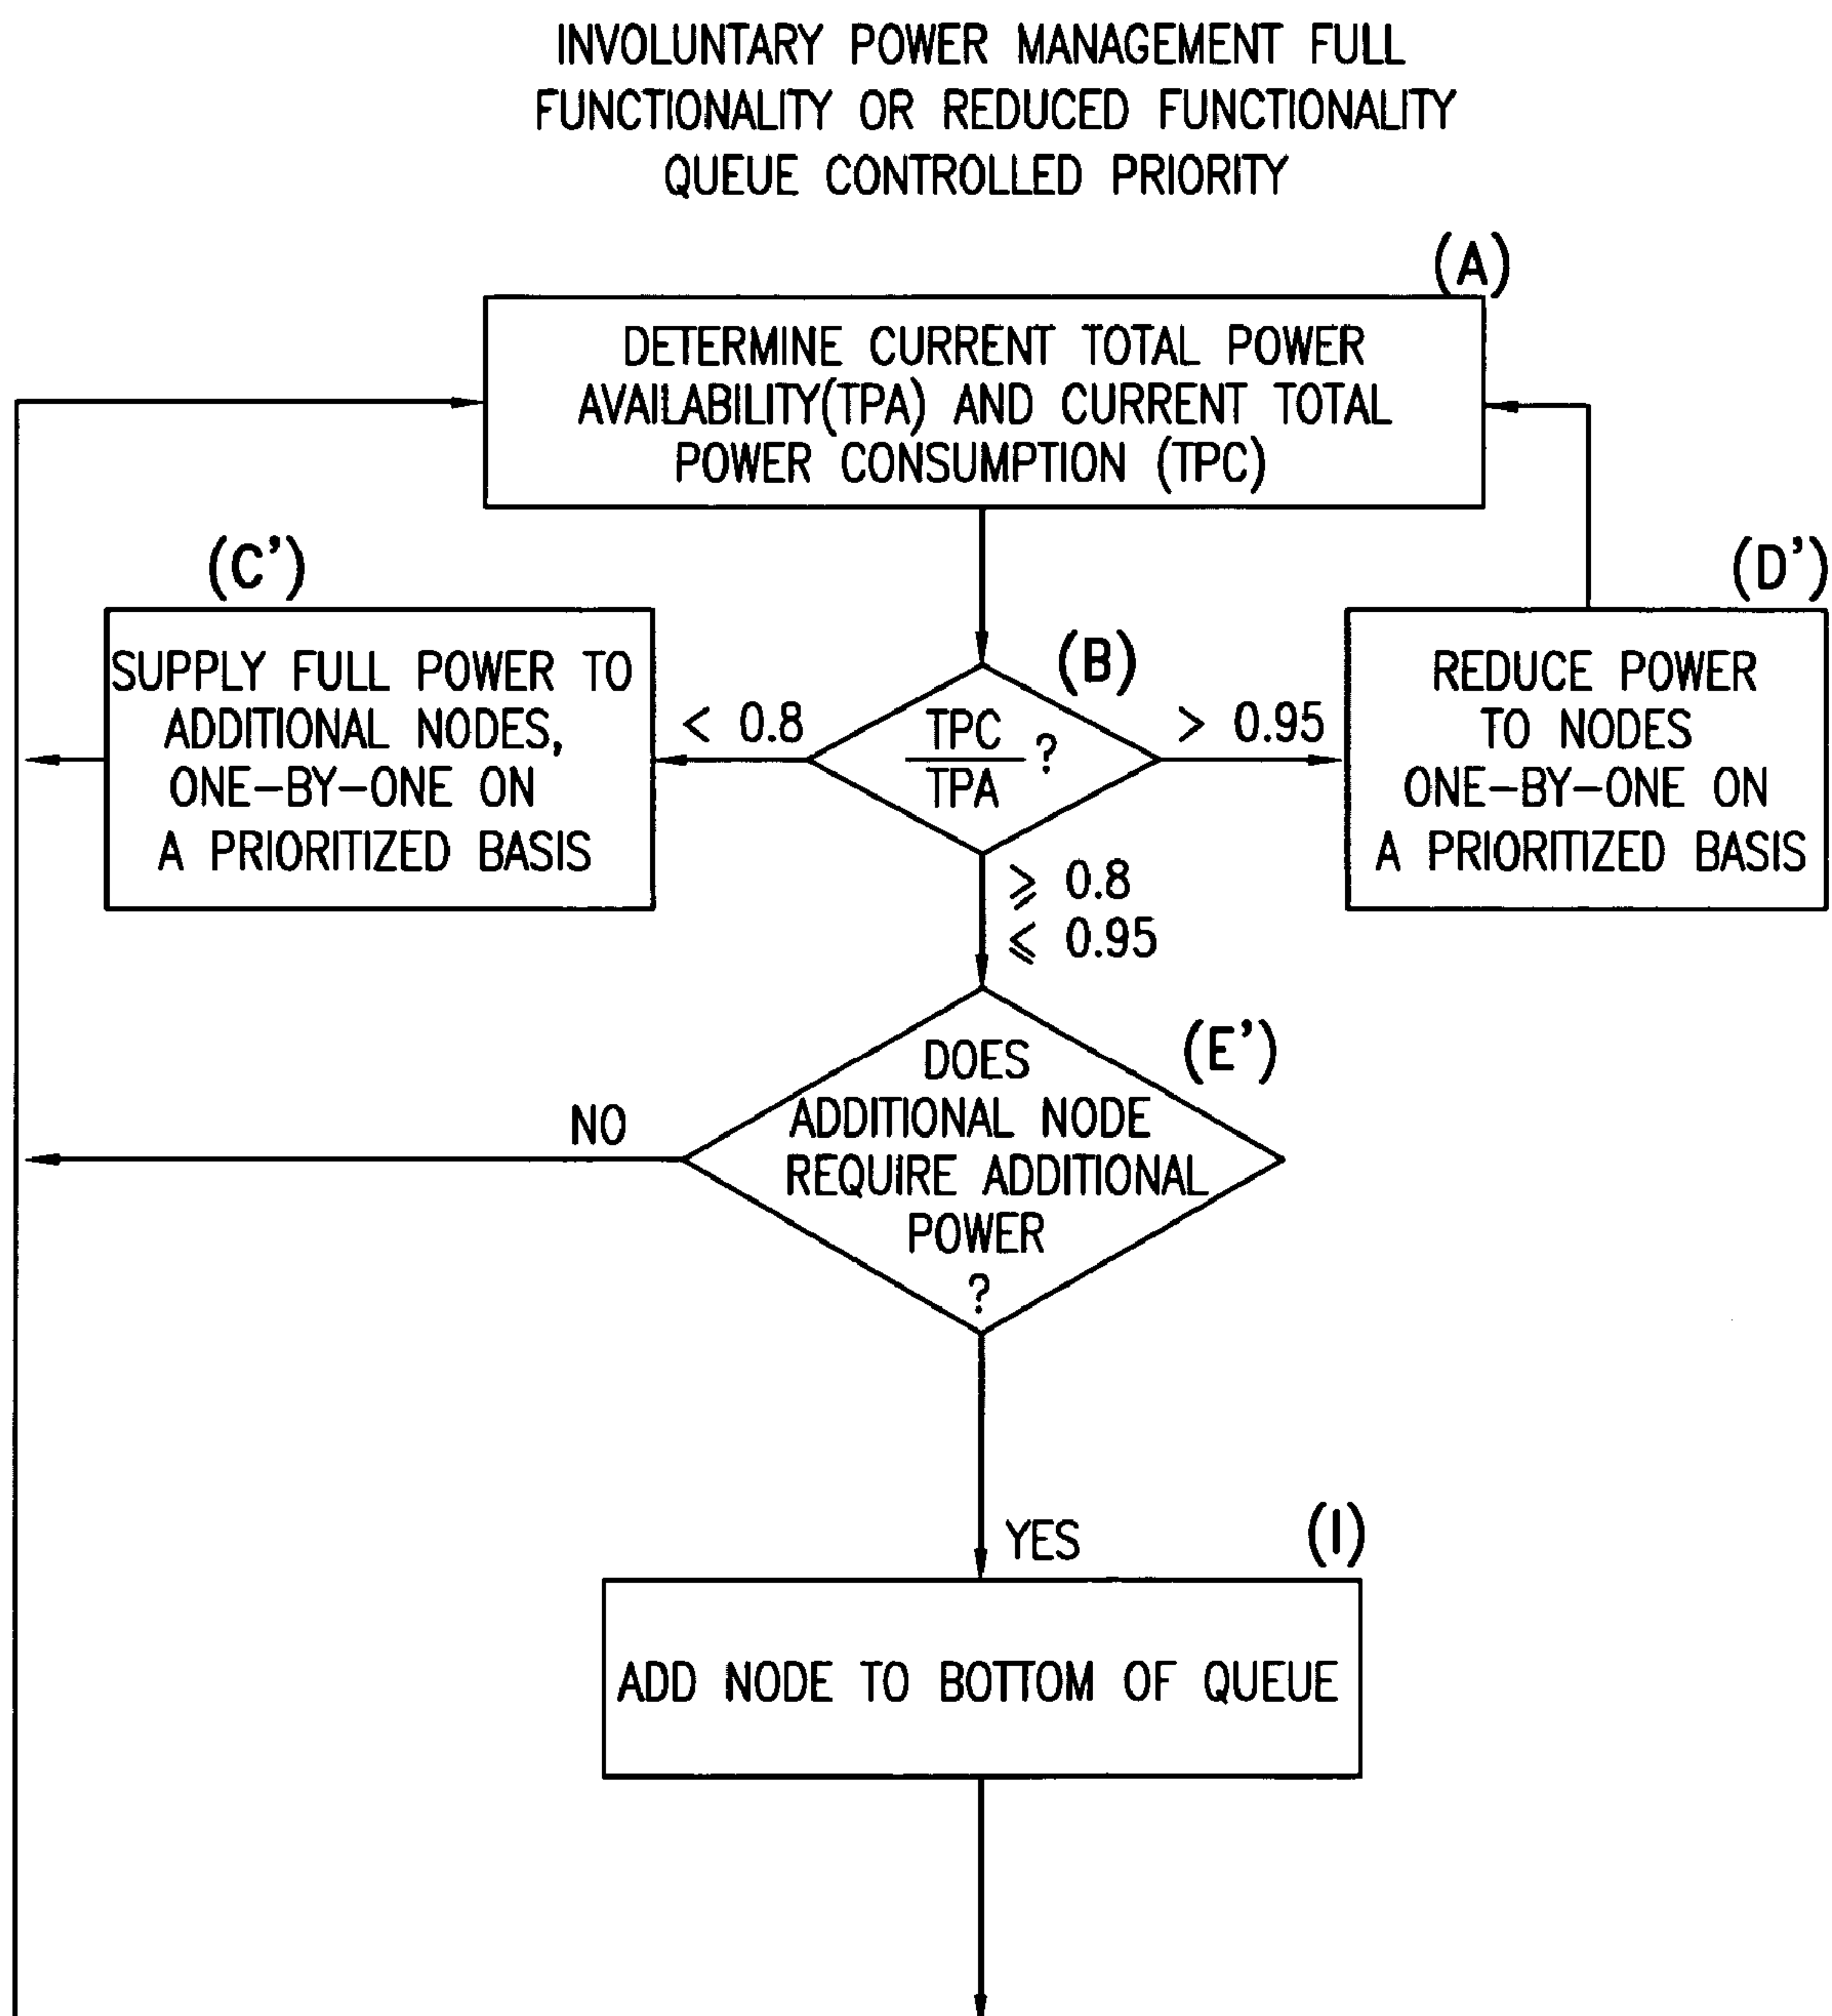 INVOLUNTARY POWER MANAGEMENT FULL
FUNCTIONALITY OR REDUCED FUNCTIONALITY
QUEUE CONTROLLED PRIORITY
(A)
DETERMINE CURRENT TOTAL POWER
AVAILABILITY(TPA) AND CURRENT TOTAL
POWER CONSUMPTION (TPC)
(C')
SUPPLY FULL POWER TO
ADDITIONAL NODES,
ONE-BY-ONE ON
A PRIORITIZED BASIS
< 0.8
(B)
TPC
TPA
?
> 0.95
(D')
REDUCE POWER
TO NODES
ONE-BY-ONE ON
A PRIORITIZED BASIS
⩾ 0.8
⩽ 0.95
(E')
DOES
ADDITIONAL NODE
REQUIRE ADDITIONAL
POWER
?
NO
YES
(I)
ADD NODE TO BOTTOM OF QUEUE